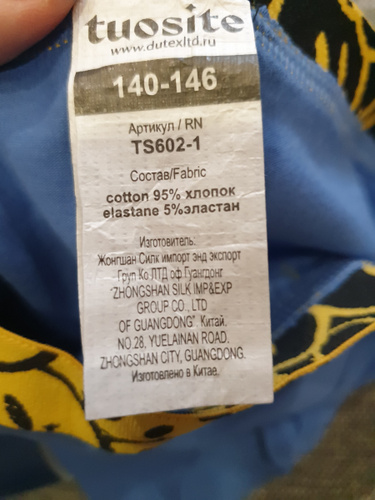 tuosite
www.dutexltd.ru
140-146
Артикул / RN
TS602-1
Состав/Fabric
cotton 95% хлопок
elastane 5%эластан
Изготовитель:
Жонгшан Силк импорт энд экспорт
Груп Ко.ЛТД оф.Гуангдонг
"ZHONGSHAN SILK IMP&EXP
GROUP CO., LTD
OF GUANGDONG". Китай.
NO.28, YUELAINAN ROAD,
ZHONGSHAN CITY, GUANGDONG.
Изготовлено в Китае.